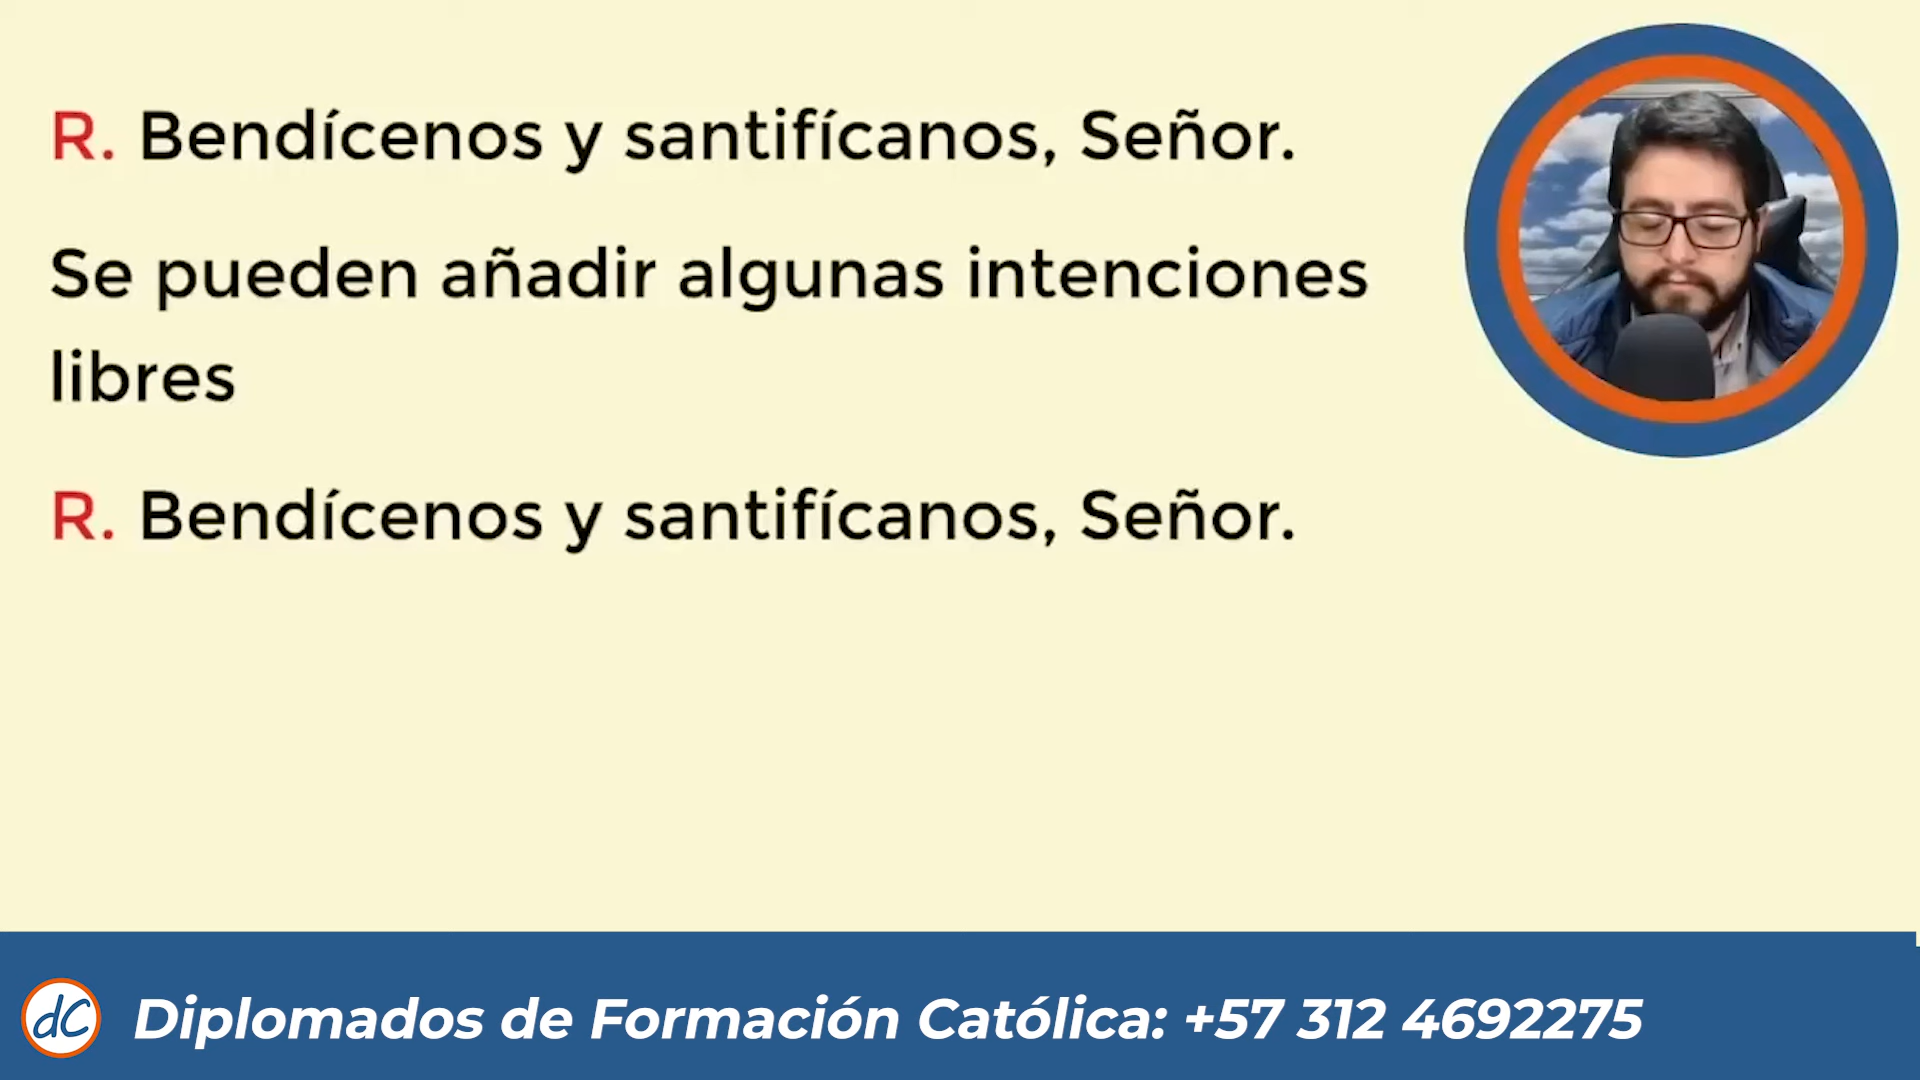 R. Bendícenos y santifícanos, Señor.
Se pueden añadir algunas intenciones
libres
R. Bendícenos y santifícanos, Señor.
dC Diplomados de Formación Católica: +57 312 4692275